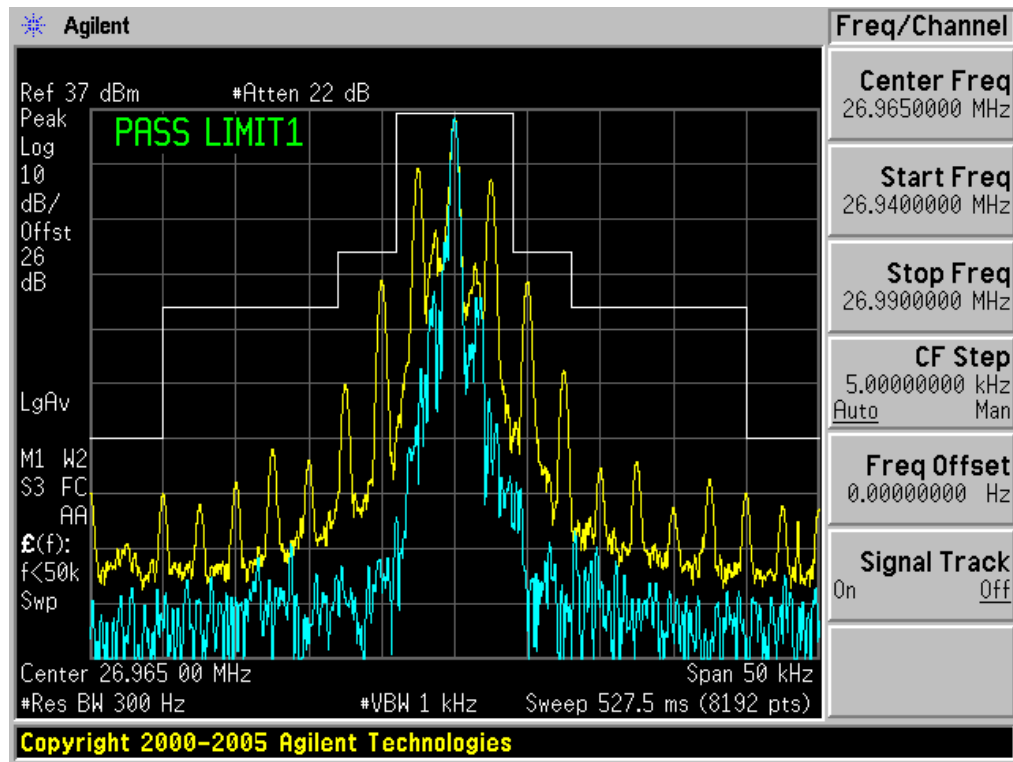 Agilent
Freq/Channel
Ref 37 dBm #Atten 22 dB
Peak
Log
10
dB/
Offst
26
dB
PASS LIMIT1
LgAv
M1 W2
S3 FC
AA
£(f):
f<50k
Swp
Center 26.965 00 MHz Span 50 kHz
#Res BW 300 Hz #VBW 1 kHz Sweep 527.5 ms (8192 pts)
Center Freq
26.9650000 MHz
Start Freq
26.9400000 MHz
Stop Freq
26.9900000 MHz
CF Step
5.00000000 kHz
Auto Man
Freq Offset
0.00000000 Hz
Signal Track
On Off
Copyright 2000-2005 Agilent Technologies